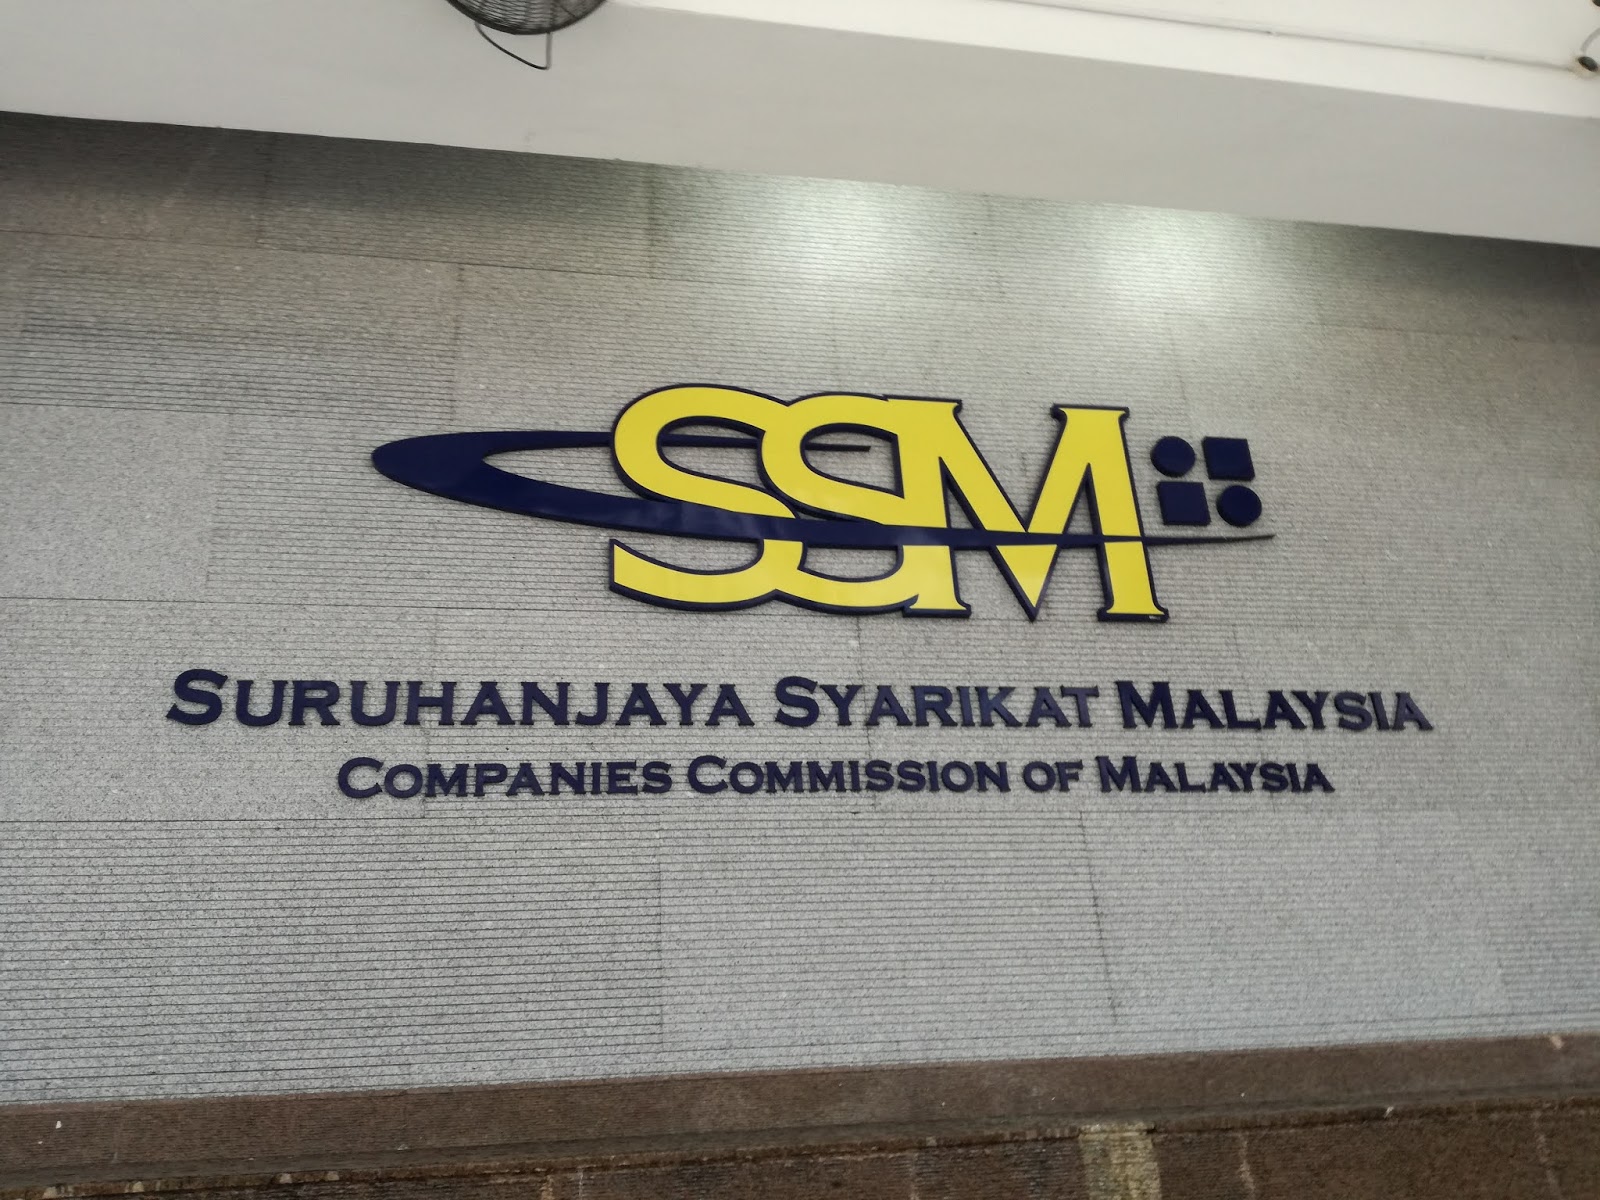 SSM
SURUHANJAYA SYARIKAT MALAYSIA
COMPANIES COMMISSION OF MALAYSIA